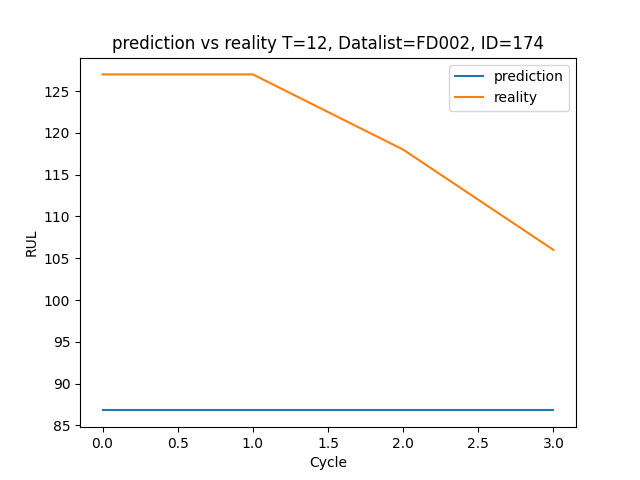 prediction vs reality T=12, Datalist=FD002, ID=174
prediction
reality
RUL
125
120
115
110
105
100
95
90
85
0.0 0.5 1.0 1.5 2.0 2.5 3.0
Cycle